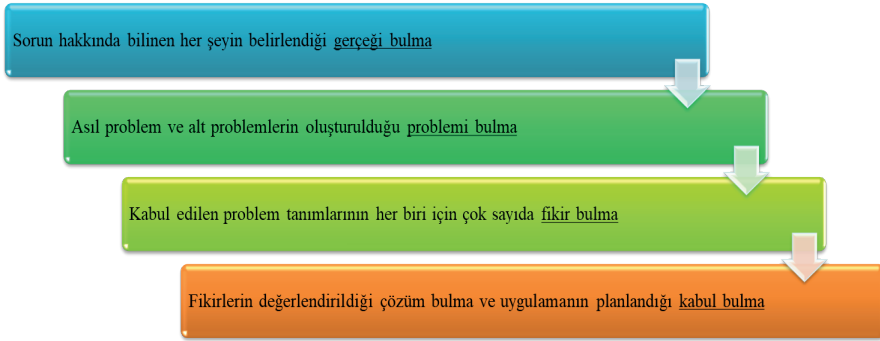 Sorun hakkında bilinen her şeyin belirlendiği gerçeği bulma
Asıl problem ve alt problemlerin oluşturulduğu problemi bulma
Kabul edilen problem tanımlarının her biri için çok sayıda fikir bulma
Fikirlerin değerlendirildiği çözüm bulma ve uygulamanın planlandığı kabul bulma